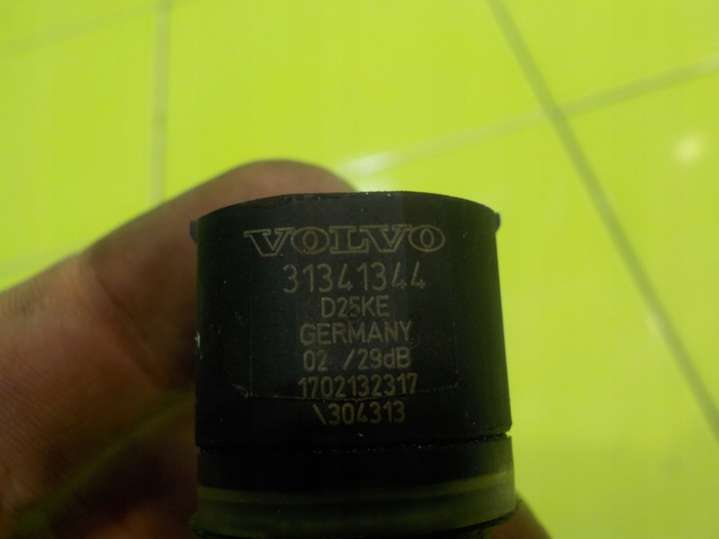 VOLVO
31341344
D25KE
GERMANY
02 /29dB
1702132317
\304313